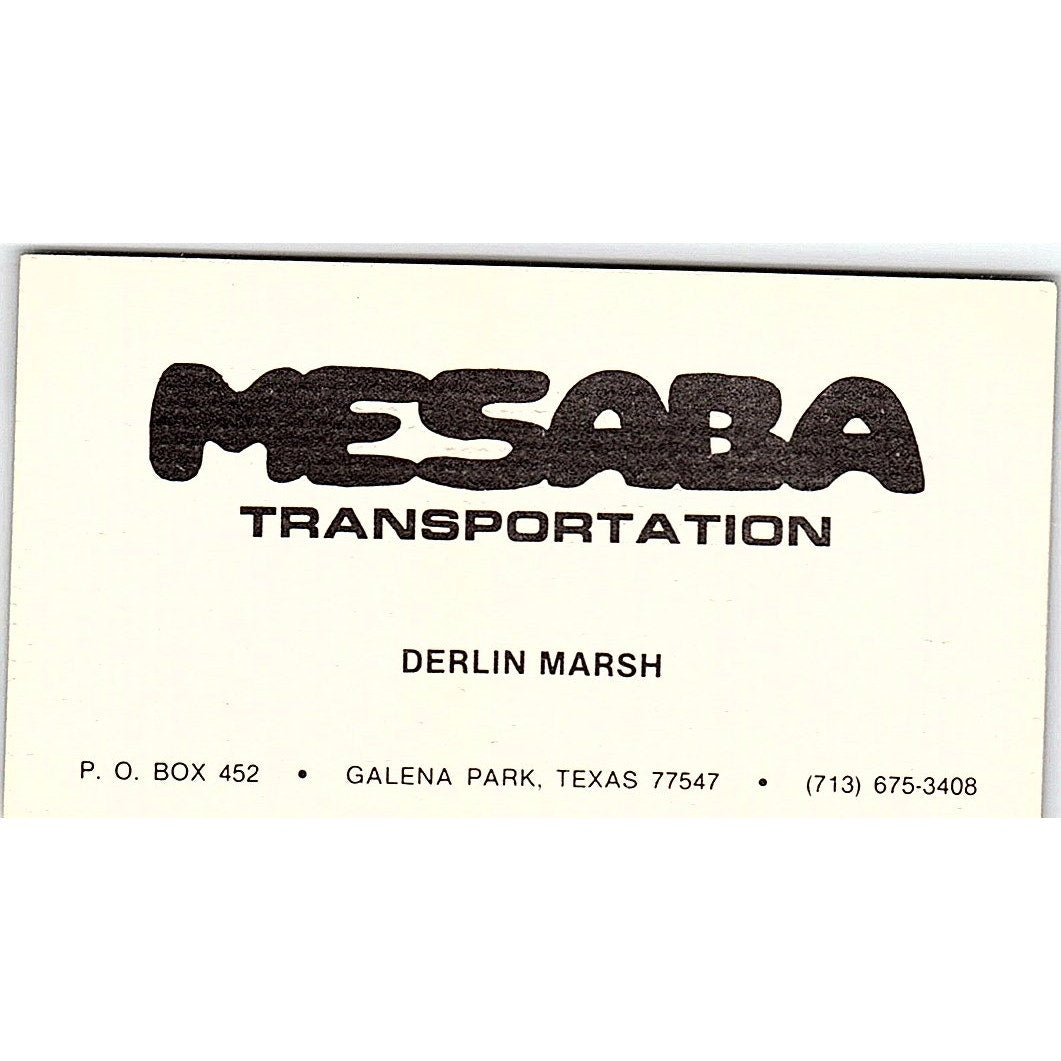 MESABA
TRANSPORTATION
DERLIN MARSH
P. O. BOX 452 • GALENA PARK, TEXAS 77547 • (713) 675-3408